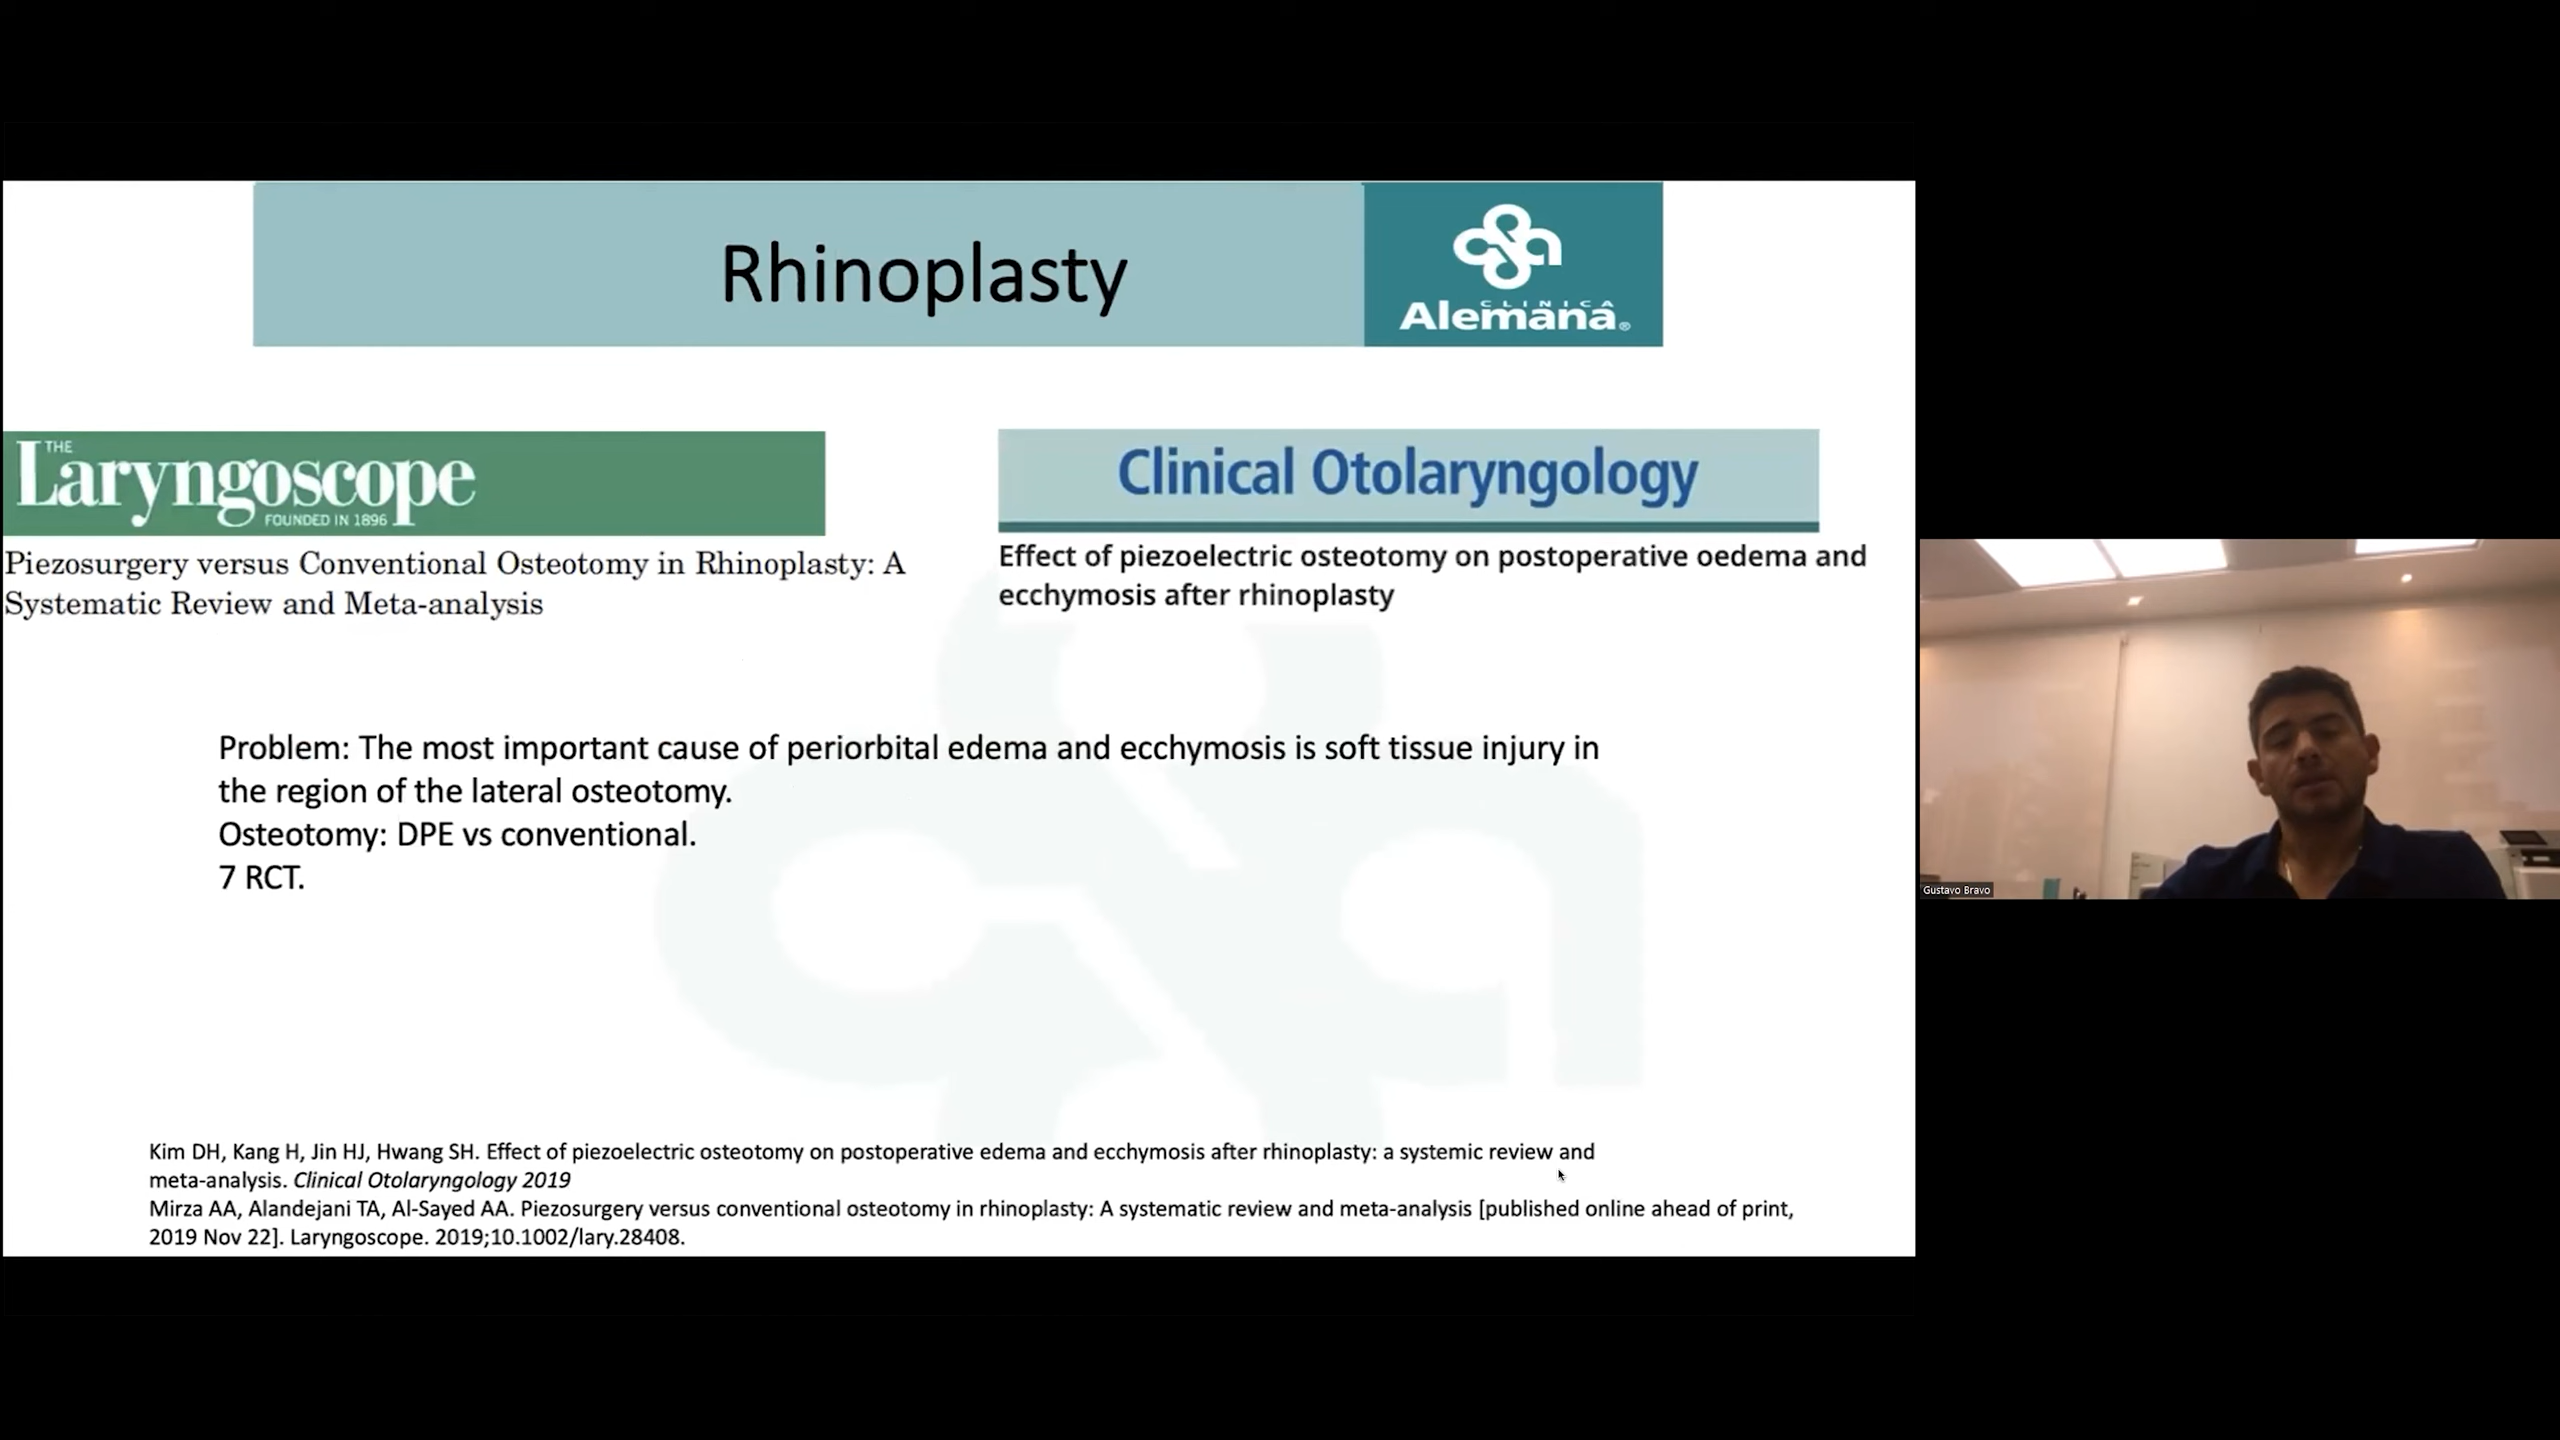 Rhinoplasty
CLINICA
Alemana®
THE
Laryngoscope
FOUNDED IN 1896
Piezosurgery versus Conventional Osteotomy in Rhinoplasty: A
Systematic Review and Meta-analysis
Clinical Otolaryngology
Effect of piezoelectric osteotomy on postoperative oedema and
ecchymosis after rhinoplasty
Problem: The most important cause of periorbital edema and ecchymosis is soft tissue injury in
the region of the lateral osteotomy.
Osteotomy: DPE vs conventional.
7 RCT.
Kim DH, Kang H, Jin HJ, Hwang SH. Effect of piezoelectric osteotomy on postoperative edema and ecchymosis after rhinoplasty: a systemic review and
meta-analysis. Clinical Otolaryngology 2019
Mirza AA, Alandejani TA, Al-Sayed AA. Piezosurgery versus conventional osteotomy in rhinoplasty: A systematic review and meta-analysis [published online ahead of print,
2019 Nov 22]. Laryngoscope. 2019;10.1002/lary.28408.
Gustavo Bravo